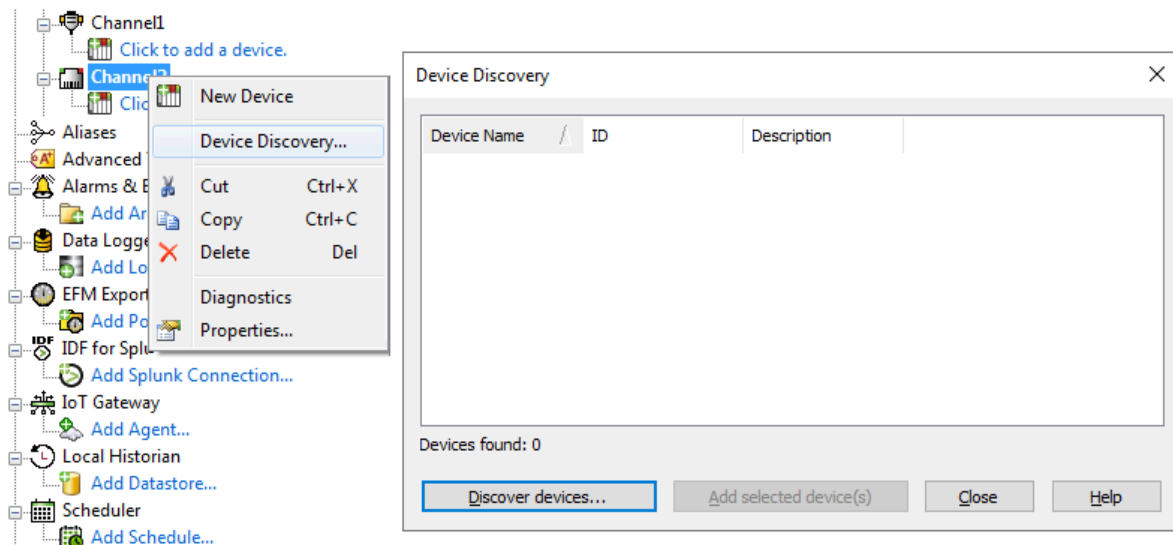 Channel1
Click to add a device.
Channel2
Clic
Aliases
Advanced
Alarms & E
Add Ar
Data Logge
Add Lo
EFM Export
Add Po
IDF for Splu
Add Splunk Connection...
IoT Gateway
Add Agent...
Local Historian
Add Datastore...
Scheduler
Add Schedule...
New Device
Device Discovery...
Cut Ctrl+X
Copy Ctrl+C
Delete Del
Diagnostics
Properties...
Device Discovery
Device Name ID Description
Devices found: 0
Discover devices... Add selected device(s) Close Help